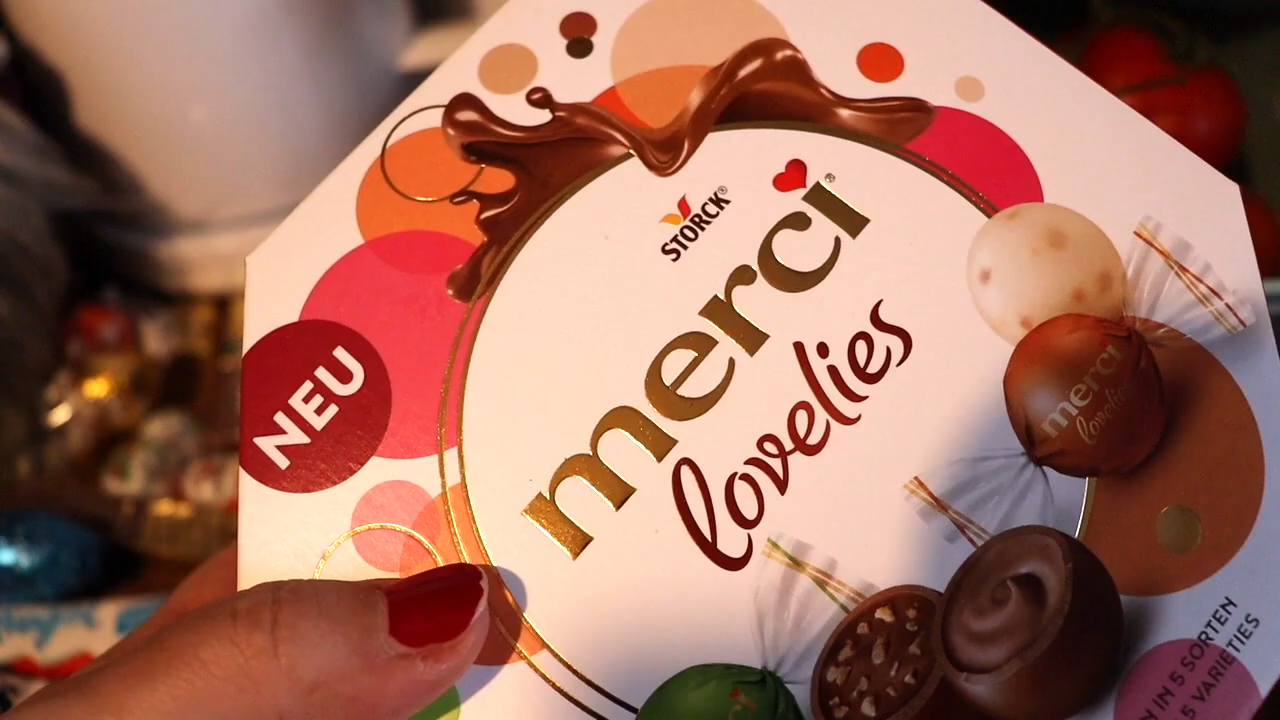 STORCK®
merci®
lovelies
NEU
merci
lovelies
IN 5 SORTEN
5 VARIETIES